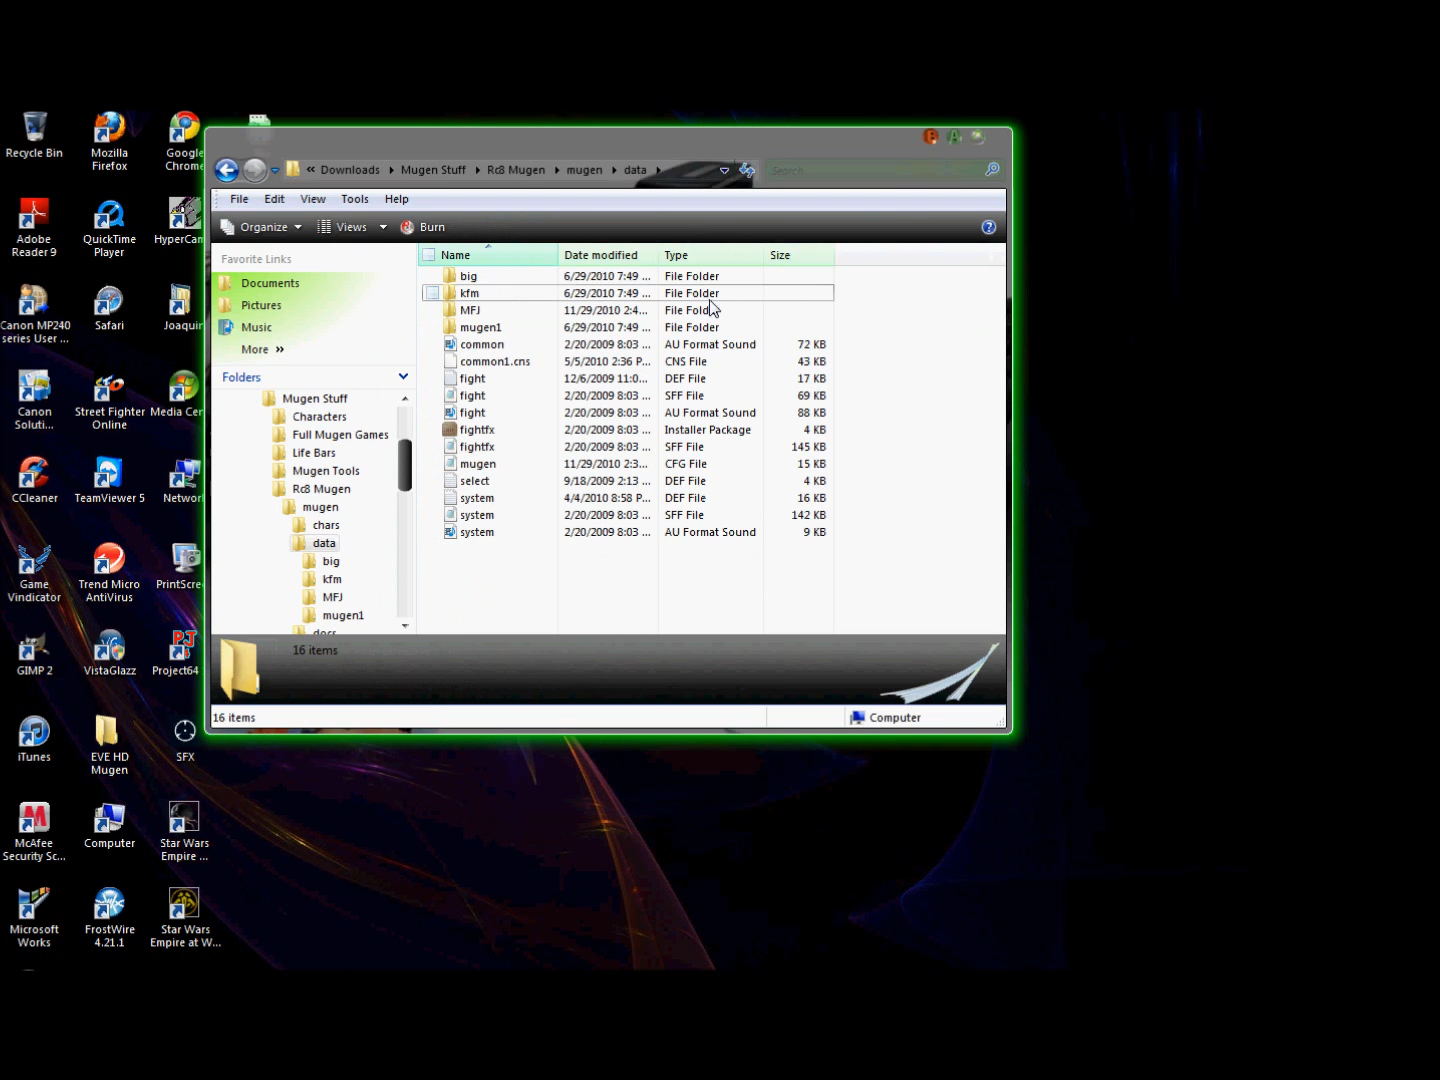 Recycle Bin
Mozilla
Firefox
Google
Chrome
Adobe
Reader 9
QuickTime
Player
HyperCam
Canon MP240
series User ...
Safari
Joaquin
Canon
Soluti...
Street Fighter
Online
Media Cen
CCleaner
TeamViewer 5
Network
Game
Vindicator
Trend Micro
AntiVirus
PrintScre
GIMP 2
VistaGlazz
Project64
iTunes
EVE HD
Mugen
SFX
McAfee
Security Sc...
Computer
Star Wars
Empire ...
Microsoft
Works
FrostWire
4.21.1
Star Wars
Empire at W...
« Downloads Mugen Stuff Rc8 Mugen mugen data
Search
File Edit View Tools Help
Organize Views Burn
Favorite Links
Documents
Pictures
Music
More »
Folders
Mugen Stuff
Characters
Full Mugen Games
Life Bars
Mugen Tools
Rc8 Mugen
mugen
chars
data
big
kfm
MFJ
mugen1
docs
Name Date modified Type Size
big 6/29/2010 7:49 ... File Folder
kfm 6/29/2010 7:49 ... File Folder
MFJ 11/29/2010 2:4... File Folder
mugen1 6/29/2010 7:49 ... File Folder
common 2/20/2009 8:03 ... AU Format Sound 72 KB
common1.cns 5/5/2010 2:36 P... CNS File 43 KB
fight 12/6/2009 11:0... DEF File 17 KB
fight 2/20/2009 8:03 ... SFF File 69 KB
fight 2/20/2009 8:03 ... AU Format Sound 88 KB
fightfx 2/20/2009 8:03 ... Installer Package 4 KB
fightfx 2/20/2009 8:03 ... SFF File 145 KB
mugen 11/29/2010 2:3... CFG File 15 KB
select 9/18/2009 2:13 ... DEF File 4 KB
system 4/4/2010 8:58 P... DEF File 16 KB
system 2/20/2009 8:03 ... SFF File 142 KB
system 2/20/2009 8:03 ... AU Format Sound 9 KB
16 items
16 items
Computer